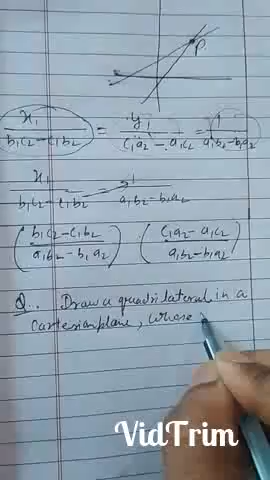 P
x₁/(b₁c₂-c₁b₂) = y₁/(c₁a₂-a₁c₂) = 1/(a₁b₂-b₁a₂)
x₁/(b₁c₂-c₁b₂) 1/(a₁b₂-b₁a₂)
((b₁c₂-c₁b₂)/(a₁b₂-b₁a₂)) ((c₁a₂-a₁c₂)/(a₁b₂-b₁a₂))
Q.. Draw a quadrilateral in a
Cartesian plane, whose
VidTrim